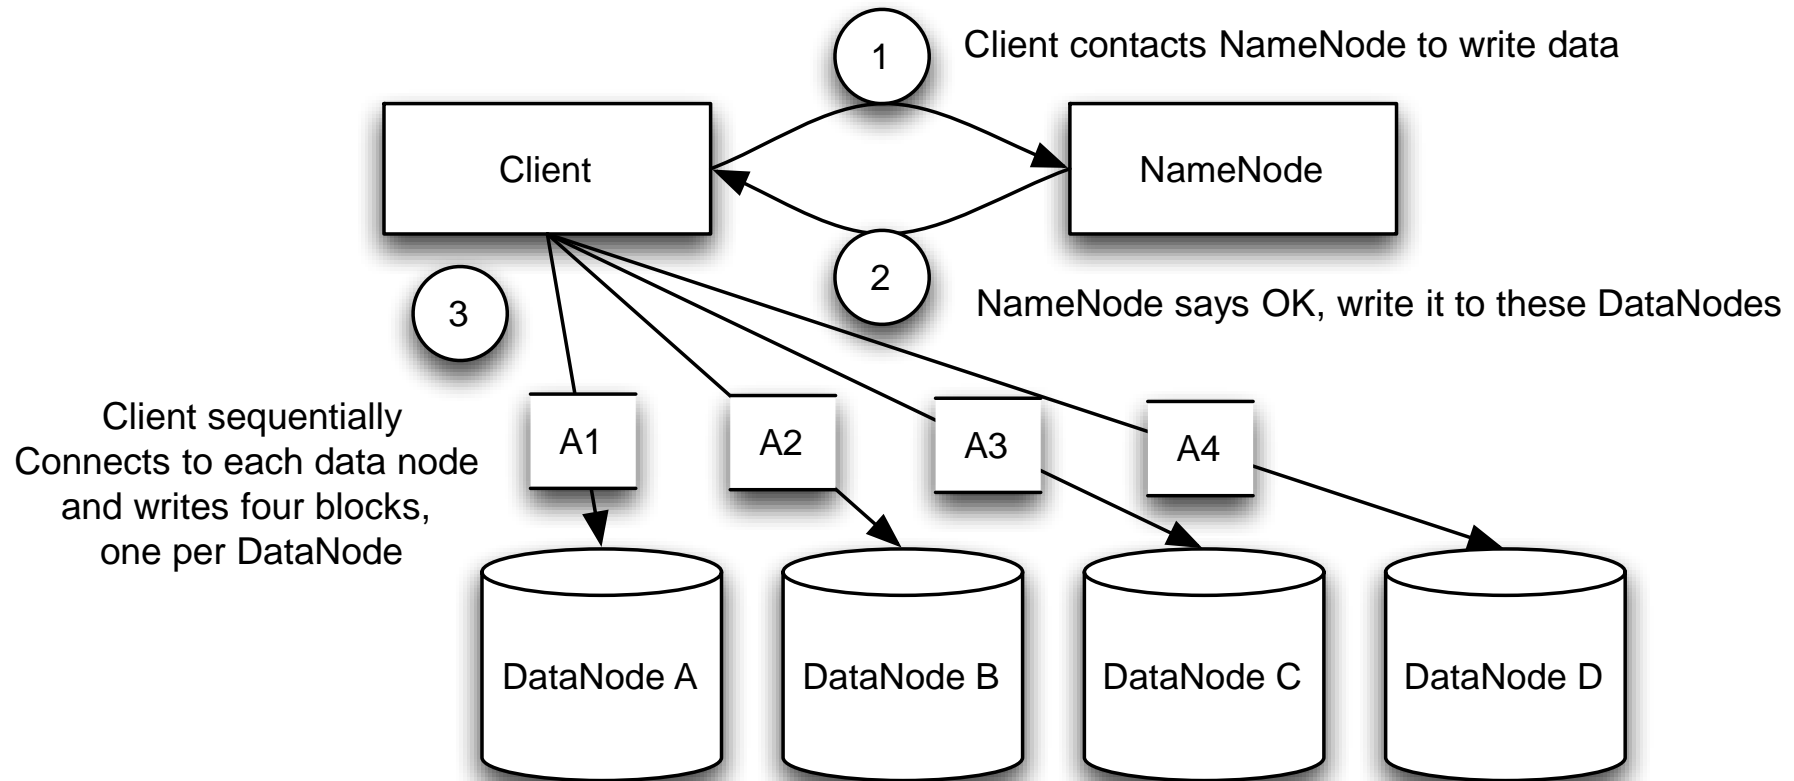 1
Client contacts NameNode to write data
Client
NameNode
2
NameNode says OK, write it to these DataNodes
3
Client sequentially
Connects to each data node
and writes four blocks,
one per DataNode
A1
A2
A3
A4
DataNode A
DataNode B
DataNode C
DataNode D